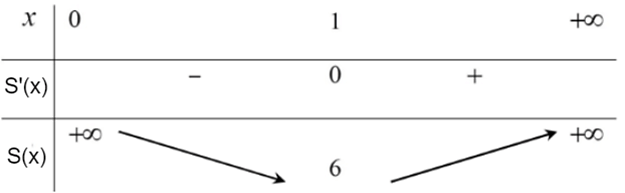 x 0 1 +∞
S'(x) − 0 +
S(x) +∞ 6 +∞